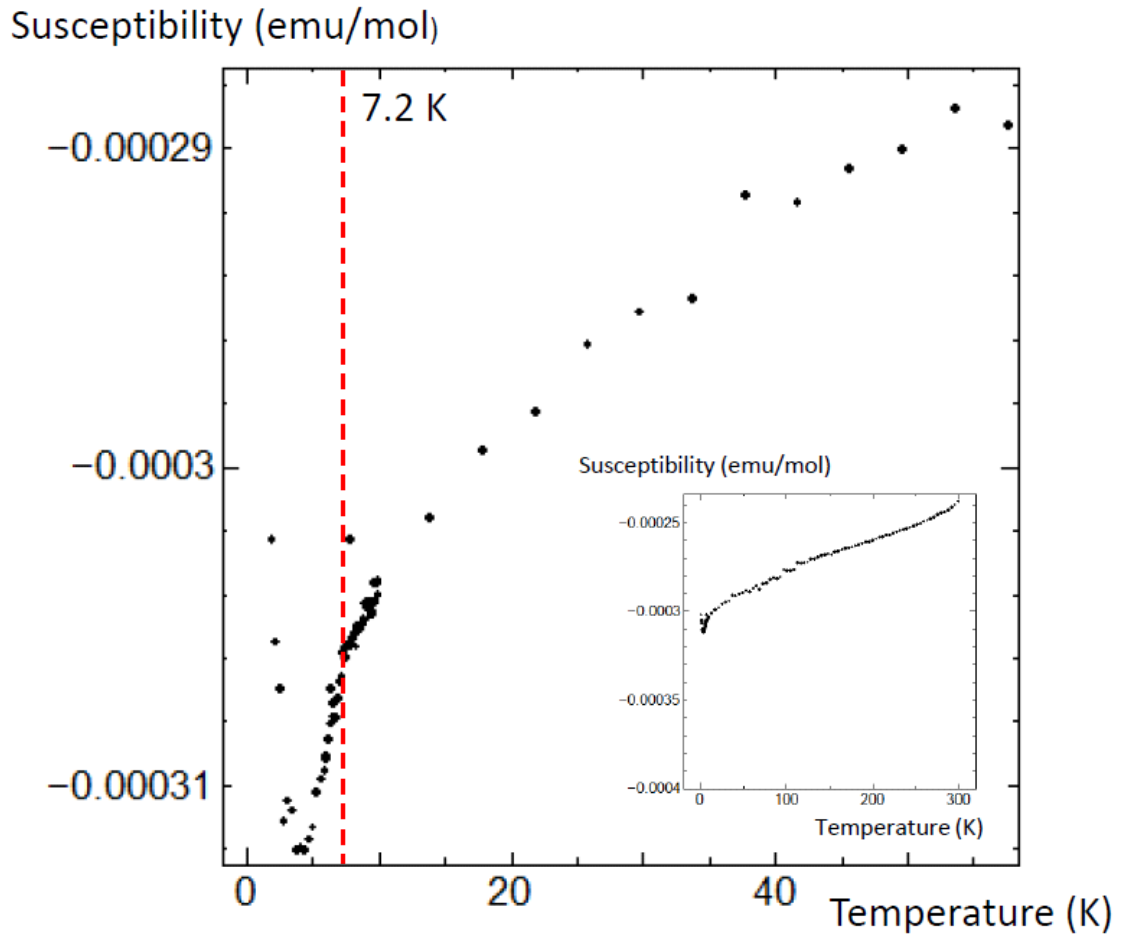 Susceptibility (emu/mol)
7.2 K
−0.00029
−0.0003
−0.00031
0 20 40
Temperature (K)
Susceptibility (emu/mol)
−0.00025
−0.0003
−0.00035
−0.0004
0 100 200 300
Temperature (K)